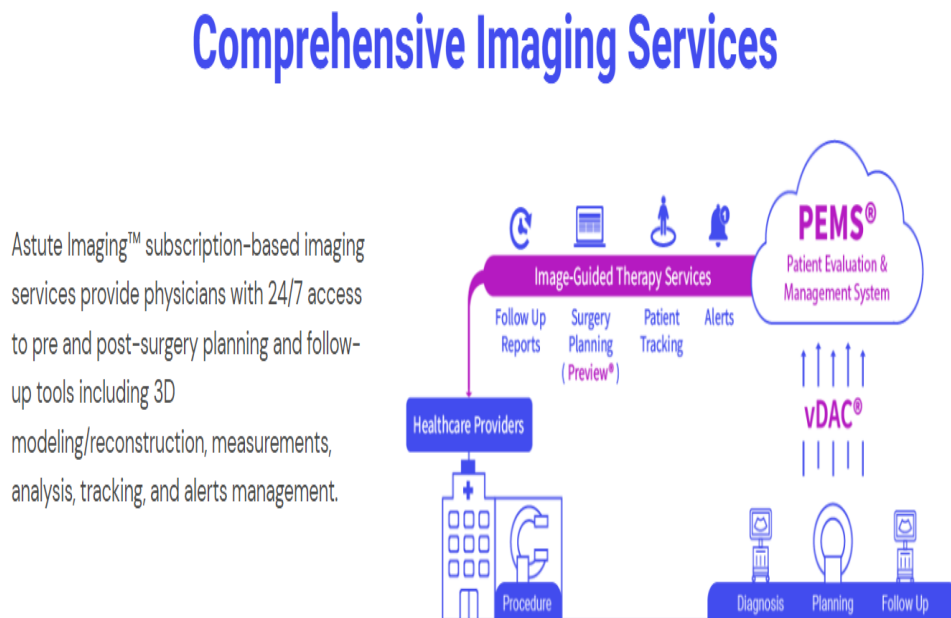 Comprehensive Imaging Services
Astute Imaging™ subscription-based imaging
services provide physicians with 24/7 access
to pre and post-surgery planning and follow-
up tools including 3D
modeling/reconstruction, measurements,
analysis, tracking, and alerts management.
1
PEMS®
Patient Evaluation &
Management System
Image-Guided Therapy Services
Follow Up
Reports
Surgery
Planning
(Preview®)
Patient
Tracking
Alerts
vDAC®
Healthcare Providers
Procedure
Diagnosis
Planning
Follow Up